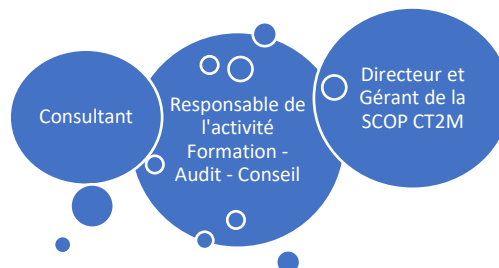 Consultant
Responsable de
l'activité
Formation -
Audit - Conseil
Directeur et
Gérant de la
SCOP CT2M